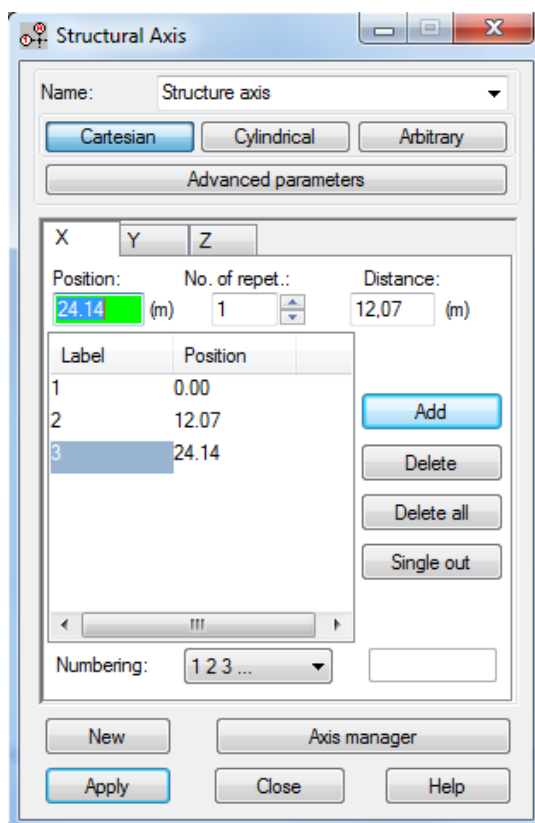 Structural Axis
Name: Structure axis
Cartesian Cylindrical Arbitrary
Advanced parameters
X Y Z
Position: No. of repet.: Distance:
24.14 (m) 1 12,07 (m)
Label Position
1 0.00
2 12.07
3 24.14
Add
Delete
Delete all
Single out
Numbering: 1 2 3 ...
New Axis manager
Apply Close Help